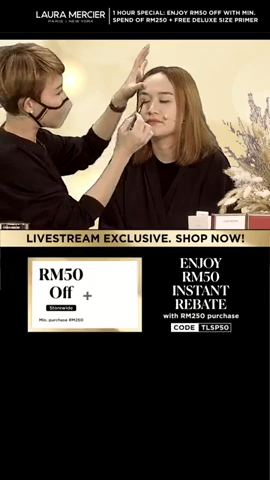 LAURA MERCIER
PARIS | NEW YORK
1 HOUR SPECIAL: ENJOY RM50 OFF WITH MIN.
SPEND OF RM250 + FREE DELUXE SIZE PRIMER
LIVESTREAM EXCLUSIVE. SHOP NOW!
RM50
Off
+
Storewide
Min. purchase RM250
ENJOY
RM50
INSTANT
REBATE
with RM250 purchase
CODE TLSP50